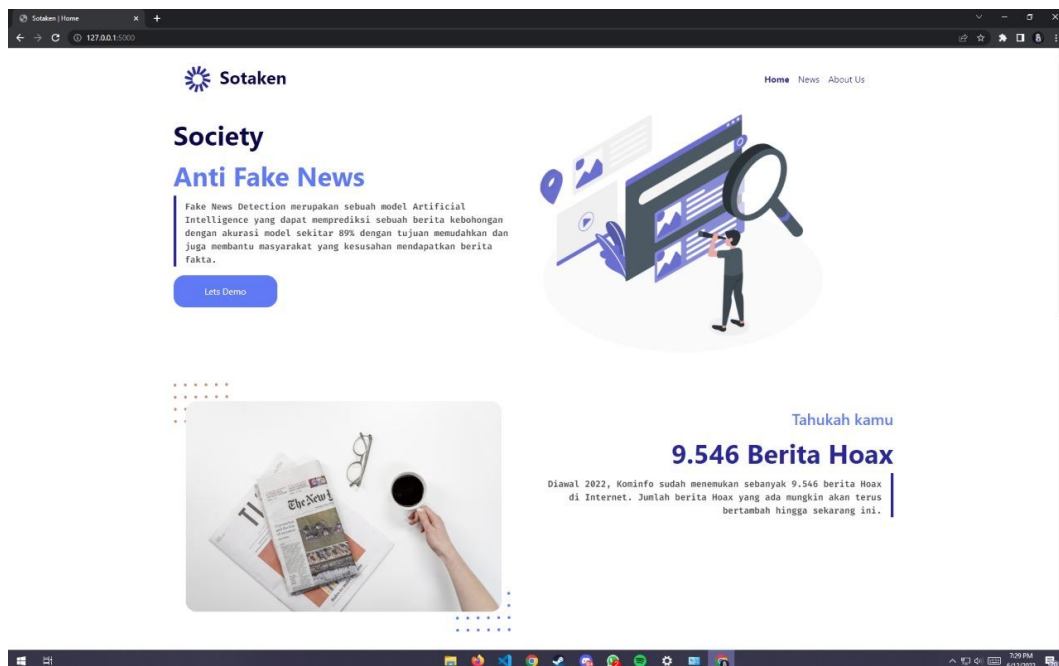 Sotaken | Home
127.0.0.1:5000
Sotaken
Home News About Us
Society
Anti Fake News
Fake News Detection merupakan sebuah model Artificial
Intelligence yang dapat memprediksi sebuah berita kebohongan
dengan akurasi model sekitar 89% dengan tujuan memudahkan dan
juga membantu masyarakat yang kesusahan mendapatkan berita
fakta.
Lets Demo
Tahukah kamu
9.546 Berita Hoax
Diawal 2022, Kominfo sudah menemukan sebanyak 9.546 berita Hoax
di Internet. Jumlah berita Hoax yang ada mungkin akan terus
bertambah hingga sekarang ini.
The New
7:29 PM